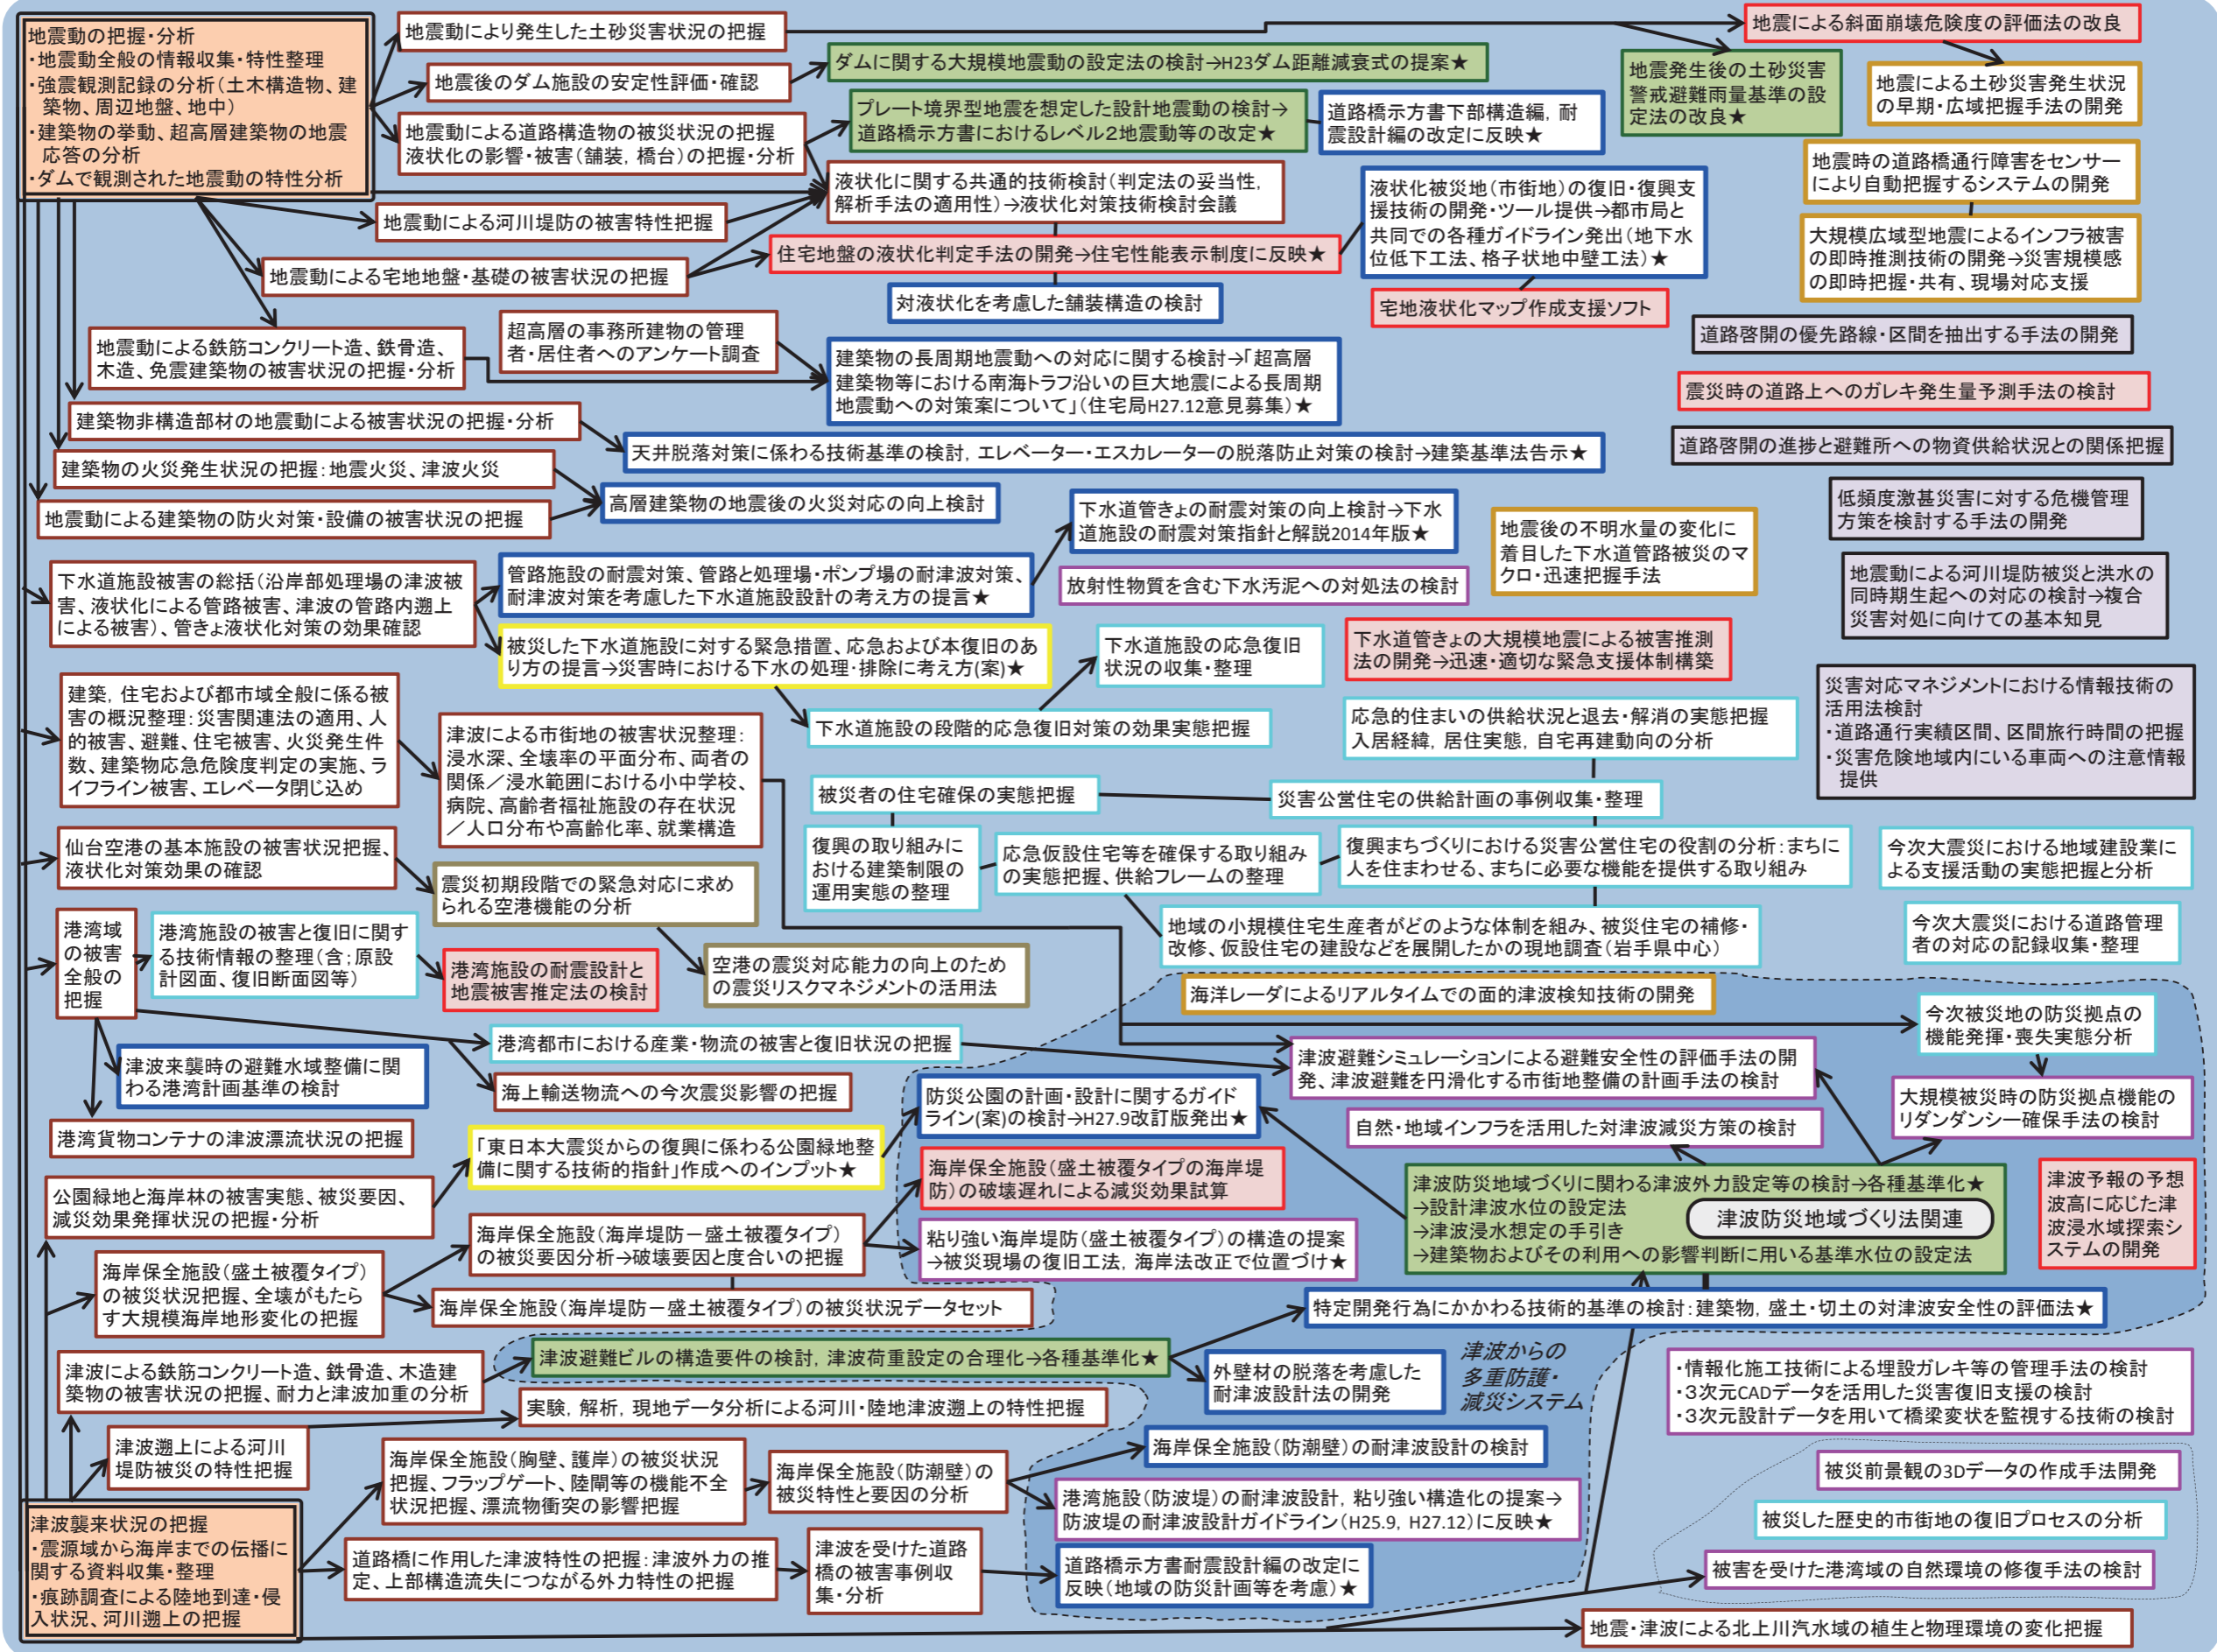 地震動の把握・分析
・地震動全般の情報収集・特性整理
・強震観測記録の分析(土木構造物、建
築物、周辺地盤、地中)
・建築物の挙動、超高層建築物の地震
応答の分析
・ダムで観測された地震動の特性分析
地震動により発生した土砂災害状況の把握
地震後のダム施設の安定性評価・確認
地震動による道路構造物の被災状況の把握
液状化の影響・被害(舗装, 橋台)の把握・分析
地震動による河川堤防の被害特性把握
地震動による宅地地盤・基礎の被害状況の把握
ダムに関する大規模地震動の設定法の検討→H23ダム距離減衰式の提案★
プレート境界型地震を想定した設計地震動の検討→
道路橋示方書におけるレベル2地震動等の改定★
道路橋示方書下部構造編, 耐
震設計編の改定に反映★
液状化に関する共通的技術検討(判定法の妥当性,
解析手法の適用性)→液状化対策技術検討会議
住宅地盤の液状化判定手法の開発→住宅性能表示制度に反映★
対液状化を考慮した舗装構造の検討
液状化被災地(市街地)の復旧・復興支
援技術の開発・ツール提供→都市局と
共同での各種ガイドライン発出(地下水
位低下工法、格子状地中壁工法)★
宅地液状化マップ作成支援ソフト
地震による斜面崩壊危険度の評価法の改良
地震発生後の土砂災害
警戒避難雨量基準の設
定法の改良★
地震による土砂災害発生状況
の早期・広域把握手法の開発
地震時の道路橋通行障害をセンサー
により自動把握するシステムの開発
大規模広域型地震によるインフラ被害
の即時推測技術の開発→災害規模感
の即時把握・共有、現場対応支援
道路啓開の優先路線・区間を抽出する手法の開発
震災時の道路上へのガレキ発生量予測手法の検討
道路啓開の進捗と避難所への物資供給状況との関係把握
低頻度激甚災害に対する危機管理
方策を検討する手法の開発
地震動による河川堤防被災と洪水の
同時期生起への対応の検討→複合
災害対処に向けての基本知見
災害対応マネジメントにおける情報技術の
活用法検討
・道路通行実績区間、区間旅行時間の把握
・災害危険地域内にいる車両への注意情報
提供
地震動による鉄筋コンクリート造、鉄骨造、
木造、免震建築物の被害状況の把握・分析
超高層の事務所建物の管理
者・居住者へのアンケート調査
建築物の長周期地震動への対応に関する検討→「超高層
建築物等における南海トラフ沿いの巨大地震による長周期
地震動への対策案について」(住宅局H27.12意見募集)★
建築物非構造部材の地震動による被害状況の把握・分析
天井脱落対策に係わる技術基準の検討, エレベーター・エスカレーターの脱落防止対策の検討→建築基準法告示★
建築物の火災発生状況の把握:地震火災、津波火災
高層建築物の地震後の火災対応の向上検討
地震動による建築物の防火対策・設備の被害状況の把握
下水道施設被害の総括(沿岸部処理場の津波被
害、液状化による管路被害、津波の管路内遡上
による被害)、管きょ液状化対策の効果確認
管路施設の耐震対策、管路と処理場・ポンプ場の耐津波対策、
耐津波対策を考慮した下水道施設設計の考え方の提言★
下水道管きょの耐震対策の向上検討→下水
道施設の耐震対策指針と解説2014年版★
放射性物質を含む下水汚泥への対処法の検討
地震後の不明水量の変化に
着目した下水道管路被災のマ
クロ・迅速把握手法
被災した下水道施設に対する緊急措置、応急および本復旧のあ
り方の提言→災害時における下水の処理・排除に考え方(案)★
下水道施設の応急復旧
状況の収集・整理
下水道管きょの大規模地震による被害推測
法の開発→迅速・適切な緊急支援体制構築
下水道施設の段階的応急復旧対策の効果実態把握
建築, 住宅および都市域全般に係る被
害の概況整理:災害関連法の適用、人
的被害、避難、住宅被害、火災発生件
数、建築物応急危険度判定の実施、ラ
イフライン被害、エレベータ閉じ込め
津波による市街地の被害状況整理:
浸水深、全壊率の平面分布、両者の
関係／浸水範囲における小中学校、
病院、高齢者福祉施設の存在状況
／人口分布や高齢化率、就業構造
応急的住まいの供給状況と退去・解消の実態把握
入居経緯, 居住実態, 自宅再建動向の分析
被災者の住宅確保の実態把握
災害公営住宅の供給計画の事例収集・整理
復興の取り組みに
おける建築制限の
運用実態の整理
応急仮設住宅等を確保する取り組み
の実態把握、供給フレームの整理
復興まちづくりにおける災害公営住宅の役割の分析:まちに
人を住まわせる、まちに必要な機能を提供する取り組み
今次大震災における地域建設業に
よる支援活動の実態把握と分析
地域の小規模住宅生産者がどのような体制を組み、被災住宅の補修・
改修、仮設住宅の建設などを展開したかの現地調査(岩手県中心)
今次大震災における道路管理
者の対応の記録収集・整理
仙台空港の基本施設の被害状況把握、
液状化対策効果の確認
震災初期段階での緊急対応に求め
られる空港機能の分析
空港の震災対応能力の向上のため
の震災リスクマネジメントの活用法
港湾域
の被害
全般の
把握
港湾施設の被害と復旧に関す
る技術情報の整理(含;原設
計図面、復旧断面図等)
港湾施設の耐震設計と
地震被害推定法の検討
港湾都市における産業・物流の被害と復旧状況の把握
津波来襲時の避難水域整備に関
わる港湾計画基準の検討
海上輸送物流への今次震災影響の把握
港湾貨物コンテナの津波漂流状況の把握
海洋レーダによるリアルタイムでの面的津波検知技術の開発
今次被災地の防災拠点の
機能発揮・喪失実態分析
津波避難シミュレーションによる避難安全性の評価手法の開
発、津波避難を円滑化する市街地整備の計画手法の検討
防災公園の計画・設計に関するガイド
ライン(案)の検討→H27.9改訂版発出★
大規模被災時の防災拠点機能の
リダンダンシー確保手法の検討
自然・地域インフラを活用した対津波減災方策の検討
「東日本大震災からの復興に係わる公園緑地整
備に関する技術的指針」作成へのインプット★
公園緑地と海岸林の被害実態、被災要因、
減災効果発揮状況の把握・分析
海岸保全施設(盛土被覆タイプの海岸堤
防)の破壊遅れによる減災効果試算
津波防災地域づくりに関わる津波外力設定等の検討→各種基準化★
→設計津波水位の設定法
→津波浸水想定の手引き
→建築物およびその利用への影響判断に用いる基準水位の設定法
津波防災地域づくり法関連
津波予報の予想
波高に応じた津
波浸水域探索シ
ステムの開発
海岸保全施設(海岸堤防－盛土被覆タイプ)
の被災要因分析→破壊要因と度合いの把握
粘り強い海岸堤防(盛土被覆タイプ)の構造の提案
→被災現場の復旧工法, 海岸法改正で位置づけ★
海岸保全施設(盛土被覆タイプ)
の被災状況把握、全壊がもたら
す大規模海岸地形変化の把握
海岸保全施設(海岸堤防－盛土被覆タイプ)の被災状況データセット
特定開発行為にかかわる技術的基準の検討:建築物, 盛土・切土の対津波安全性の評価法★
津波避難ビルの構造要件の検討, 津波荷重設定の合理化→各種基準化★
津波による鉄筋コンクリート造、鉄骨造、木造建
築物の被害状況の把握、耐力と津波加重の分析
外壁材の脱落を考慮した
耐津波設計法の開発
津波からの
多重防護・
減災システム
・情報化施工技術による埋設ガレキ等の管理手法の検討
・3次元CADデータを活用した災害復旧支援の検討
・3次元設計データを用いて橋梁変状を監視する技術の検討
実験, 解析, 現地データ分析による河川・陸地津波遡上の特性把握
津波遡上による河川
堤防被災の特性把握
海岸保全施設(胸壁、護岸)の被災状況
把握、フラップゲート、陸閘等の機能不全
状況把握、漂流物衝突の影響把握
海岸保全施設(防潮壁)の
被災特性と要因の分析
海岸保全施設(防潮壁)の耐津波設計の検討
港湾施設(防波堤)の耐津波設計, 粘り強い構造化の提案→
防波堤の耐津波設計ガイドライン(H25.9, H27.12)に反映★
被災前景観の3Dデータの作成手法開発
被災した歴史的市街地の復旧プロセスの分析
被害を受けた港湾域の自然環境の修復手法の検討
津波襲来状況の把握
・震源域から海岸までの伝播に
関する資料収集・整理
・痕跡調査による陸地到達・侵
入状況、河川遡上の把握
道路橋に作用した津波特性の把握:津波外力の推
定、上部構造流失につながる外力特性の把握
津波を受けた道路
橋の被害事例収
集・分析
道路橋示方書耐震設計編の改定に
反映(地域の防災計画等を考慮)★
地震・津波による北上川汽水域の植生と物理環境の変化把握